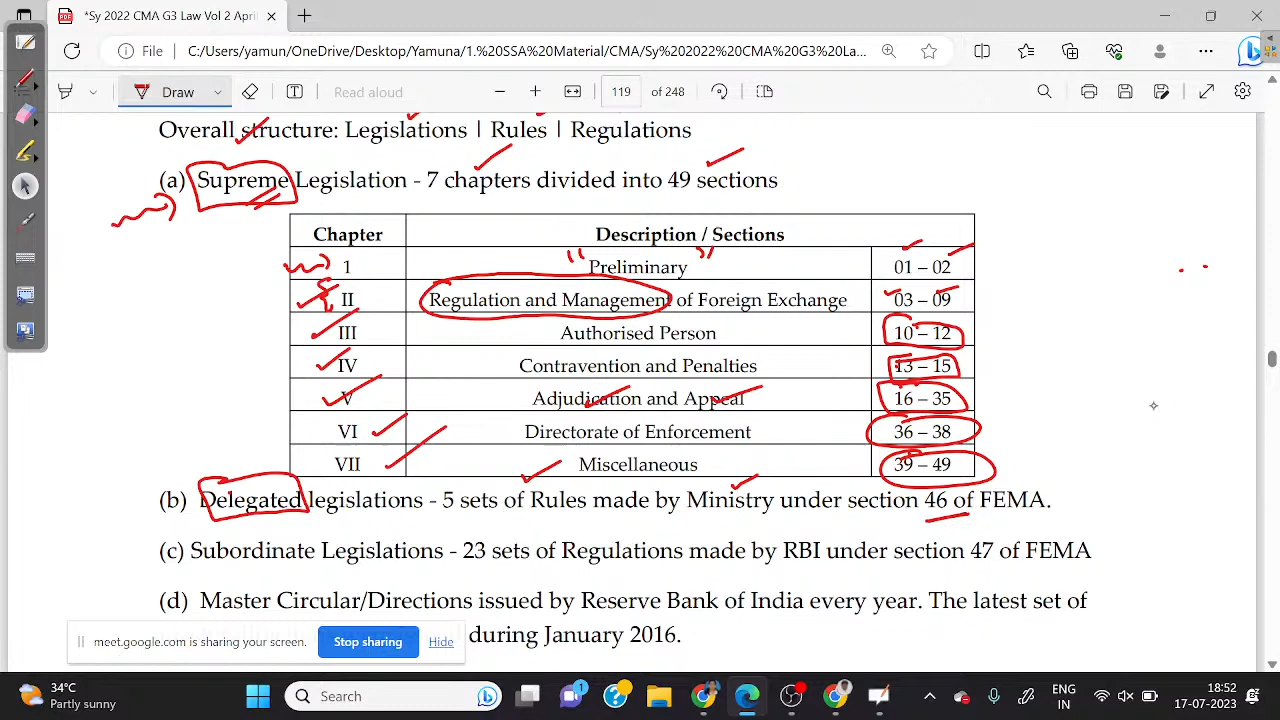 *Sy 2022 CMA G3 Law Vol 2 April
File
C:/Users/yamun/OneDrive/Desktop/Yamuna/1.%20SSA%20Material/CMA/Sy%202022%20CMA%20G3%20La...
Draw
Read aloud
119 of 248
Overall structure: Legislations | Rules | Regulations
(a) Supreme Legislation - 7 chapters divided into 49 sections
Chapter Description / Sections
1 Preliminary 01 – 02
II Regulation and Management of Foreign Exchange 03 – 09
III Authorised Person 10 – 12
IV Contravention and Penalties 13 – 15
V Adjudication and Appeal 16 – 35
VI Directorate of Enforcement 36 – 38
VII Miscellaneous 39 – 49
(b) Delegated legislations - 5 sets of Rules made by Ministry under section 46 of FEMA.
(c) Subordinate Legislations - 23 sets of Regulations made by RBI under section 47 of FEMA
(d) Master Circular/Directions issued by Reserve Bank of India every year. The latest set of
during January 2016.
meet.google.com is sharing your screen. Stop sharing Hide
34°C
Partly sunny
Search
1
ENG
IN
18:52
17-07-2023